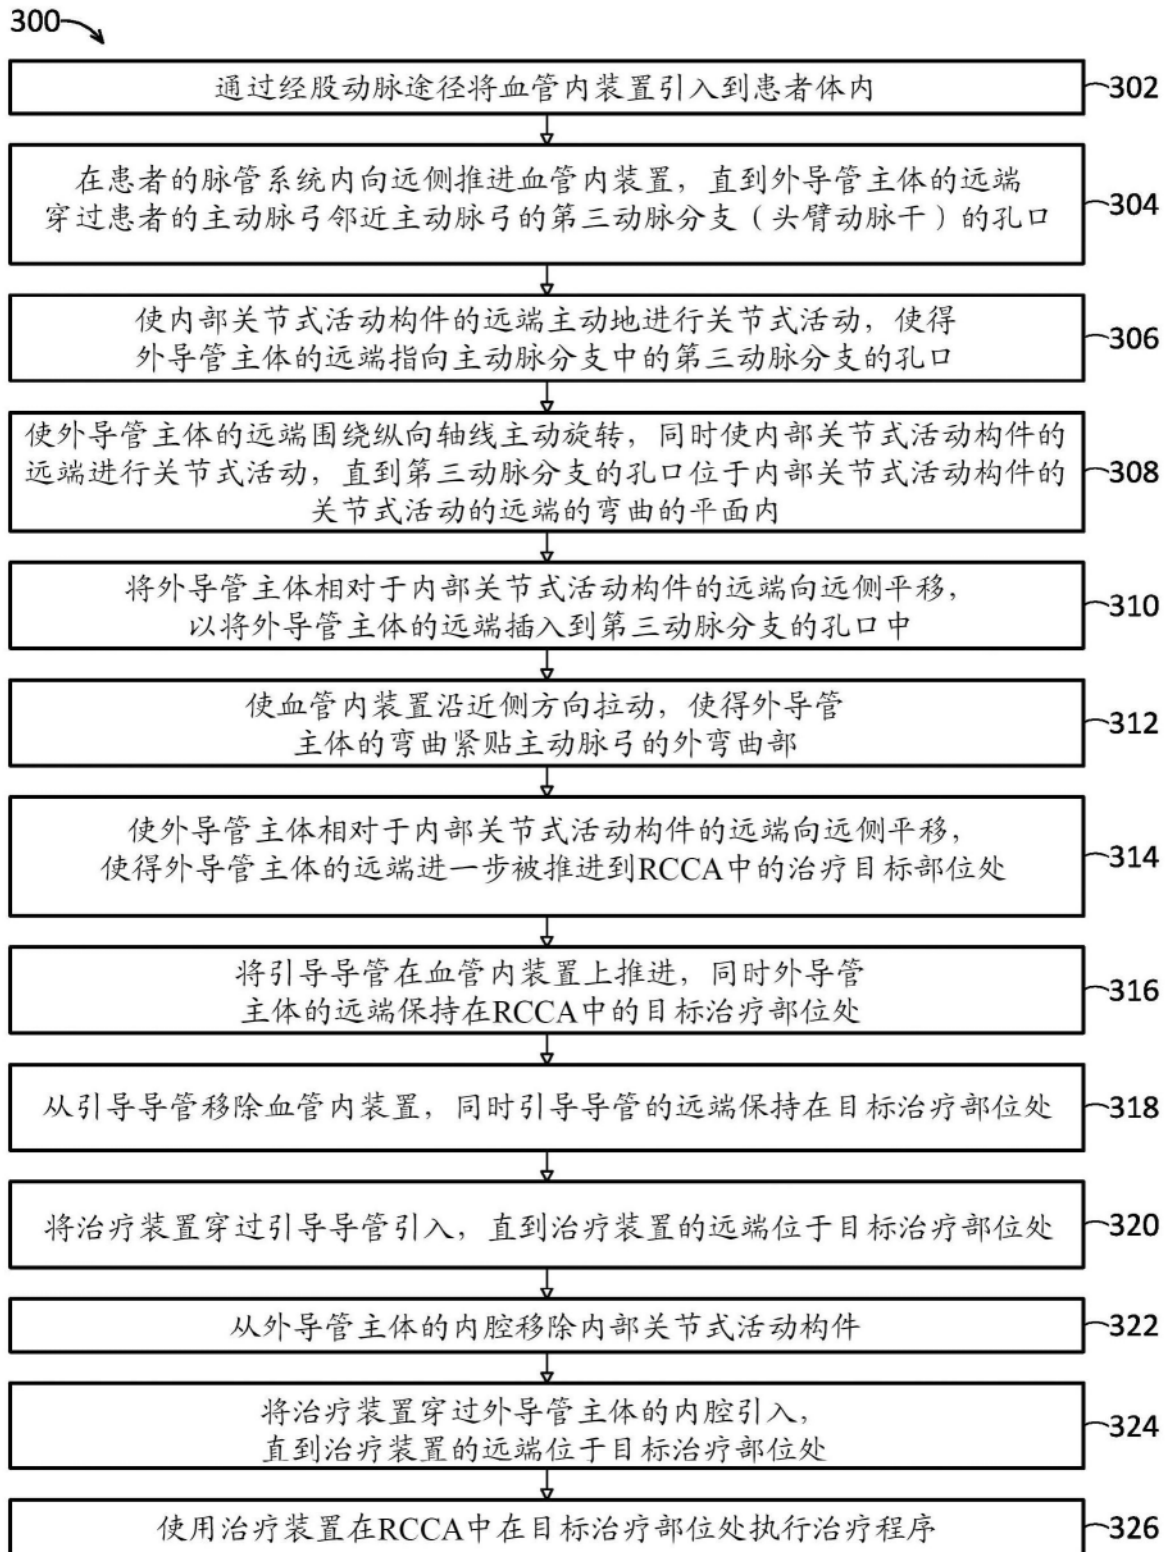 300
通过经股动脉途径将血管内装置引入到患者体内
302
在患者的脉管系统内向远侧推进血管内装置，直到外导管主体的远端
穿过患者的主动脉弓邻近主动脉弓的第三动脉分支（头臂动脉干）的孔口
304
使内部关节式活动构件的远端主动地进行关节式活动，使得
外导管主体的远端指向主动脉分支中的第三动脉分支的孔口
306
使外导管主体的远端围绕纵向轴线主动旋转，同时使内部关节式活动构件的
远端进行关节式活动，直到第三动脉分支的孔口位于内部关节式活动构件的
关节式活动的远端的弯曲的平面内
308
将外导管主体相对于内部关节式活动构件的远端向远侧平移，
以将外导管主体的远端插入到第三动脉分支的孔口中
310
使血管内装置沿近侧方向拉动，使得外导管
主体的弯曲紧贴主动脉弓的外弯曲部
312
使外导管主体相对于内部关节式活动构件的远端向远侧平移，
使得外导管主体的远端进一步被推进到RCCA中的治疗目标部位处
314
将引导导管在血管内装置上推进，同时外导管
主体的远端保持在RCCA中的目标治疗部位处
316
从引导导管移除血管内装置，同时引导导管的远端保持在目标治疗部位处
318
将治疗装置穿过引导导管引入，直到治疗装置的远端位于目标治疗部位处
320
从外导管主体的内腔移除内部关节式活动构件
322
将治疗装置穿过外导管主体的内腔引入，
直到治疗装置的远端位于目标治疗部位处
324
使用治疗装置在RCCA中在目标治疗部位处执行治疗程序
326